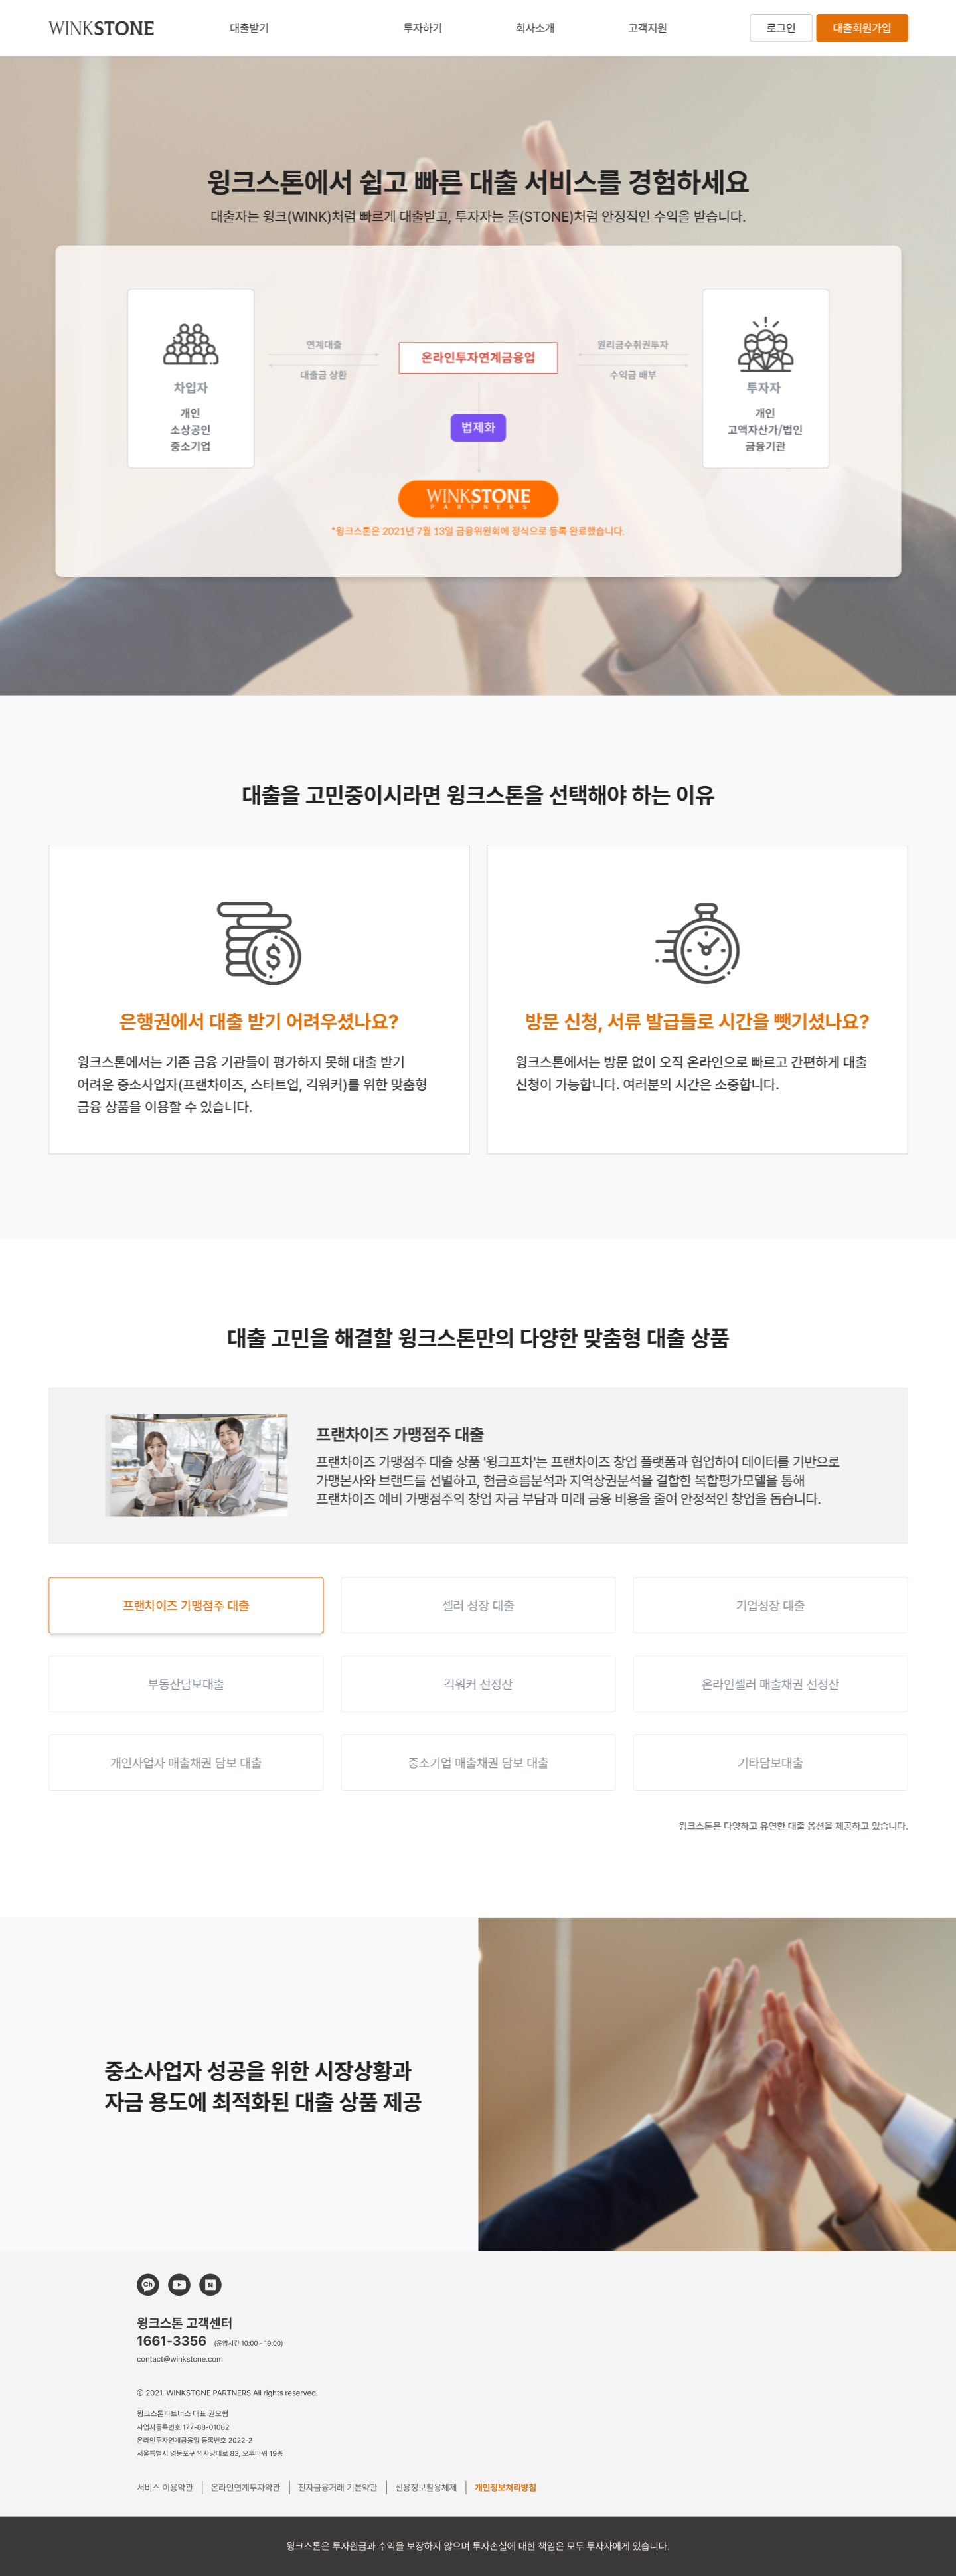 WINKSTONE
대출받기
투자하기
회사소개
고객지원
로그인
대출회원가입
윙크스톤에서 쉽고 빠른 대출 서비스를 경험하세요
대출자는 윙크(WINK)처럼 빠르게 대출받고, 투자자는 돌(STONE)처럼 안정적인 수익을 받습니다.
차입자
개인
소상공인
중소기업
연계대출
대출금 상환
온라인투자연계금융업
원리금수취권투자
수익금 배부
투자자
개인
고액자산가/법인
금융기관
법제화
WINKSTONE
PARTNERS
*윙크스톤은 2021년 7월 13일 금융위원회에 정식으로 등록 완료했습니다.
대출을 고민중이시라면 윙크스톤을 선택해야 하는 이유
은행권에서 대출 받기 어려우셨나요?
윙크스톤에서는 기존 금융 기관들이 평가하지 못해 대출 받기
어려운 중소사업자(프랜차이즈, 스타트업, 긱워커)를 위한 맞춤형
금융 상품을 이용할 수 있습니다.
방문 신청, 서류 발급들로 시간을 뺏기셨나요?
윙크스톤에서는 방문 없이 오직 온라인으로 빠르고 간편하게 대출
신청이 가능합니다. 여러분의 시간은 소중합니다.
대출 고민을 해결할 윙크스톤만의 다양한 맞춤형 대출 상품
프랜차이즈 가맹점주 대출
프랜차이즈 가맹점주 대출 상품 '윙크프차'는 프랜차이즈 창업 플랫폼과 협업하여 데이터를 기반으로
가맹본사와 브랜드를 선별하고, 현금흐름분석과 지역상권분석을 결합한 복합평가모델을 통해
프랜차이즈 예비 가맹점주의 창업 자금 부담과 미래 금융 비용을 줄여 안정적인 창업을 돕습니다.
프랜차이즈 가맹점주 대출
셀러 성장 대출
기업성장 대출
부동산담보대출
긱워커 선정산
온라인셀러 매출채권 선정산
개인사업자 매출채권 담보 대출
중소기업 매출채권 담보 대출
기타담보대출
윙크스톤은 다양하고 유연한 대출 옵션을 제공하고 있습니다.
중소사업자 성공을 위한 시장상황과
자금 용도에 최적화된 대출 상품 제공
Ch
N
윙크스톤 고객센터
1661-3356 (운영시간 10:00 - 19:00)
contact@winkstone.com
ⓒ 2021. WINKSTONE PARTNERS All rights reserved.
윙크스톤파트너스 대표 권오형
사업자등록번호 177-88-01082
온라인투자연계금융업 등록번호 2022-2
서울특별시 영등포구 의사당대로 83, 오투타워 19층
서비스 이용약관
온라인연계투자약관
전자금융거래 기본약관
신용정보활용체제
개인정보처리방침
윙크스톤은 투자원금과 수익을 보장하지 않으며 투자손실에 대한 책임은 모두 투자자에게 있습니다.